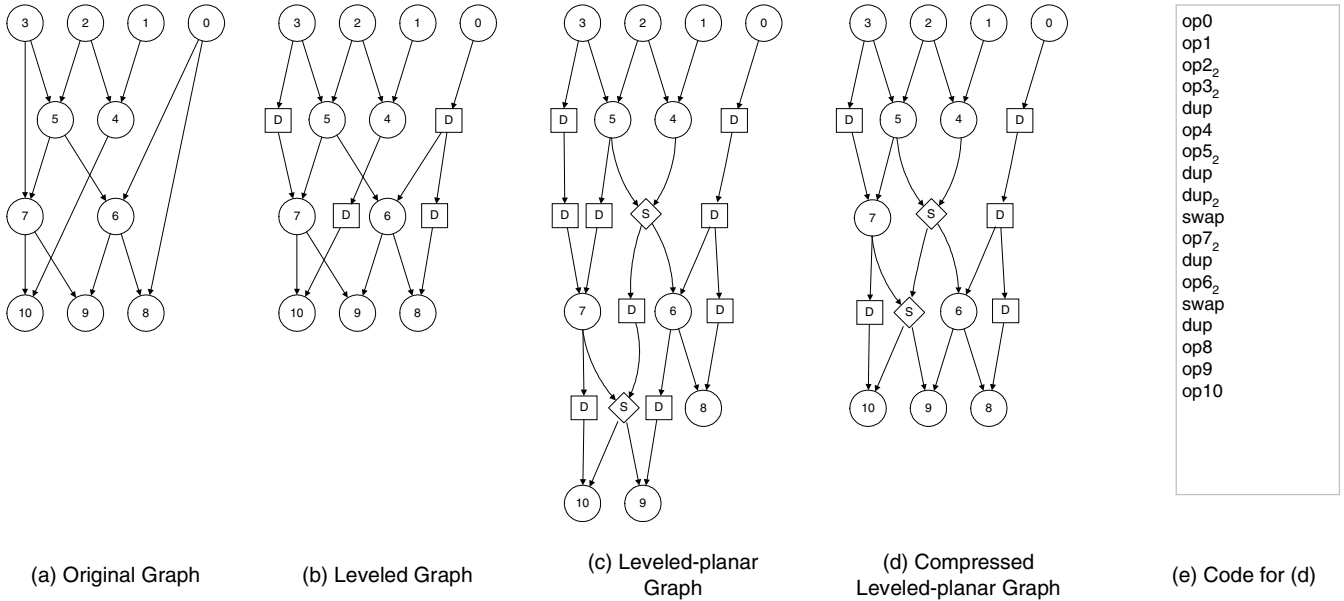 3 2 1 0
5 4
7 6
10 9 8
(a) Original Graph
3 2 1 0
D 5 4 D
7 D 6 D
10 9 8
(b) Leveled Graph
3 2 1 0
D 5 4 D
D D S D
7 D 6 D
D S D 8
10 9
(c) Leveled-planar
Graph
3 2 1 0
D 5 4 D
7 S D
D S 6 D
10 9 8
(d) Compressed
Leveled-planar Graph
op0
op1
op2₂
op3₂
dup
op4
op5₂
dup
dup₂
swap
op7₂
dup
op6₂
swap
dup
op8
op9
op10
(e) Code for (d)